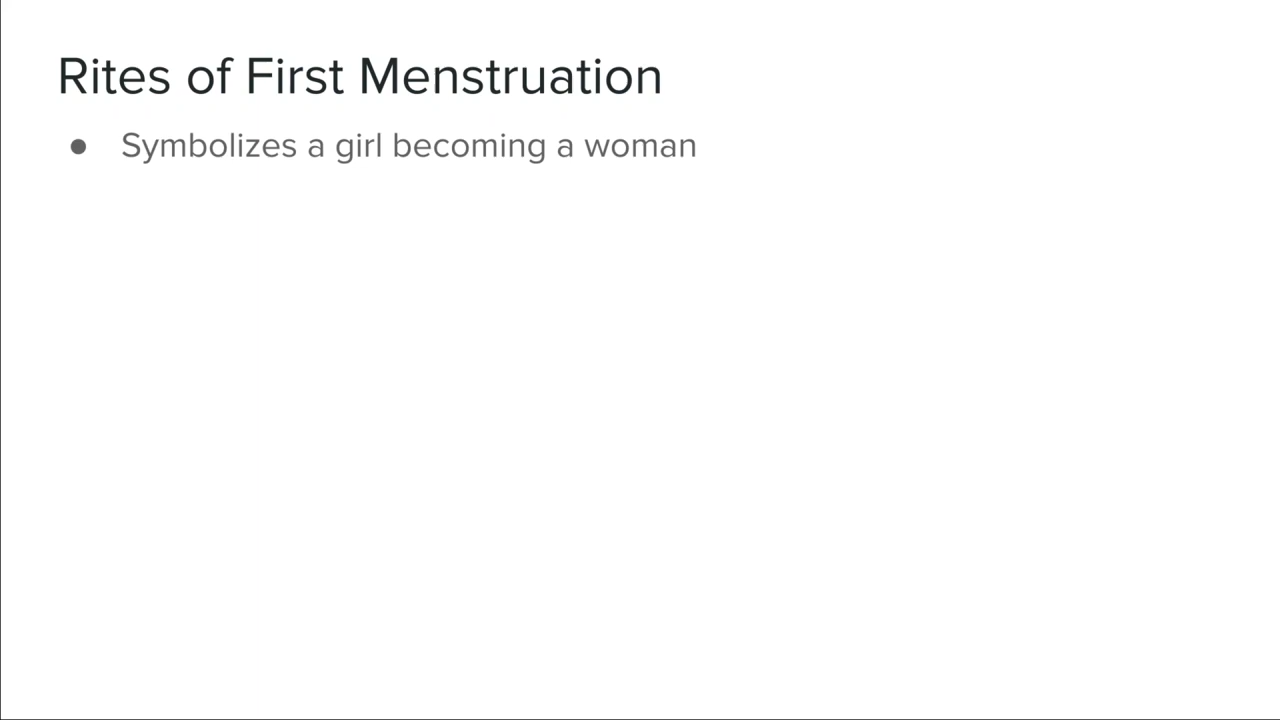 Rites of First Menstruation
● Symbolizes a girl becoming a woman